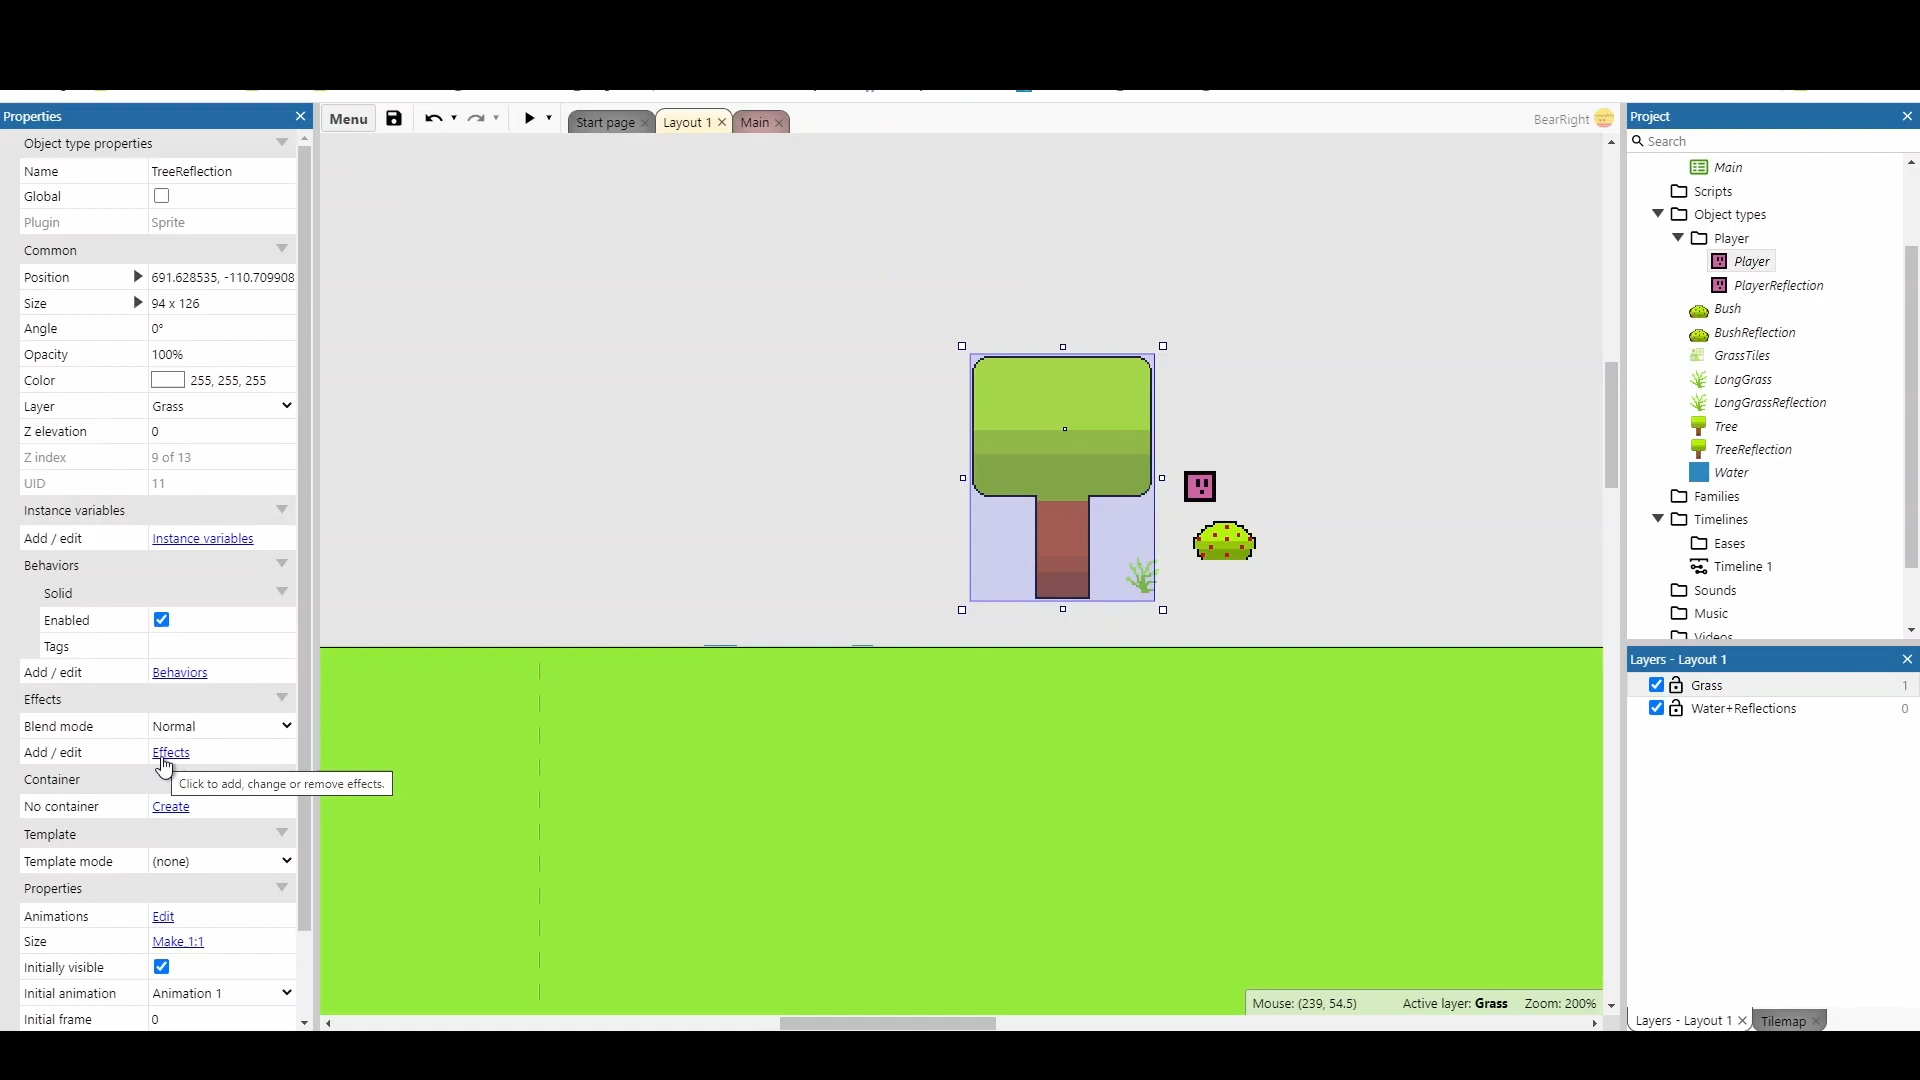 Properties
Object type properties
Name TreeReflection
Global
Plugin Sprite
Common
Position 691.628535, -110.709908
Size 94 x 126
Angle 0°
Opacity 100%
Color 255, 255, 255
Layer Grass
Z elevation 0
Z index 9 of 13
UID 11
Instance variables
Add / edit Instance variables
Behaviors
Solid
Enabled
Tags
Add / edit Behaviors
Effects
Blend mode Normal
Add / edit Effects
Click to add, change or remove effects.
Container
No container Create
Template
Template mode (none)
Properties
Animations Edit
Size Make 1:1
Initially visible
Initial animation Animation 1
Initial frame 0
Menu
Start page
Layout 1
Main
BearRight
Mouse: (239, 54.5) Active layer: Grass Zoom: 200%
Project
Search
Main
Scripts
Object types
Player
Player
PlayerReflection
Bush
BushReflection
GrassTiles
LongGrass
LongGrassReflection
Tree
TreeReflection
Water
Families
Timelines
Eases
Timeline 1
Sounds
Music
Videos
Layers - Layout 1
Grass 1
Water+Reflections 0
Layers - Layout 1
Tilemap